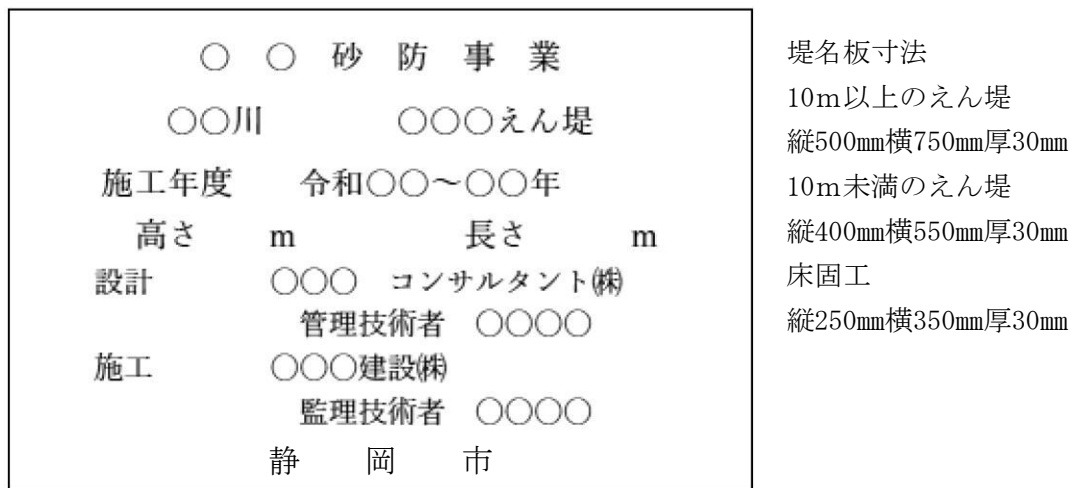 ○ ○ 砂 防 事 業
○○川 ○○○えん堤
施工年度 令和○○～○○年
高さ m 長さ m
設計 ○○○ コンサルタント㈱
管理技術者 ○○○○
施工 ○○○建設㈱
監理技術者 ○○○○
静 岡 市
堤名板寸法
10ｍ以上のえん堤
縦500㎜横750㎜厚30㎜
10ｍ未満のえん堤
縦400㎜横550㎜厚30㎜
床固工
縦250㎜横350㎜厚30㎜